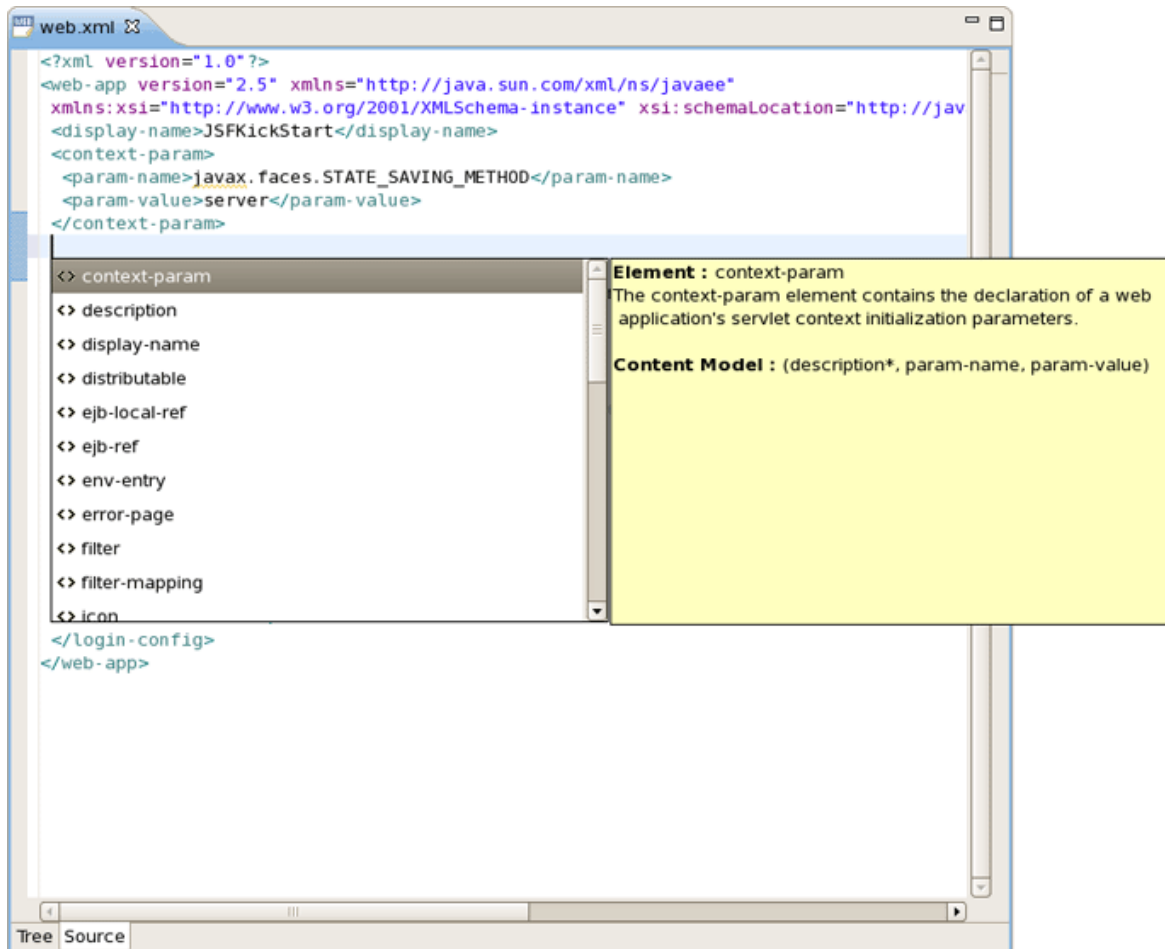 web.xml
<?xml version="1.0"?>
<web-app version="2.5" xmlns="http://java.sun.com/xml/ns/javaee"
xmlns:xsi="http://www.w3.org/2001/XMLSchema-instance" xsi:schemaLocation="http://jav
<display-name>JSFKickStart</display-name>
<context-param>
<param-name>javax.faces.STATE_SAVING_METHOD</param-name>
<param-value>server</param-value>
</context-param>
<> context-param
<> description
<> display-name
<> distributable
<> ejb-local-ref
<> ejb-ref
<> env-entry
<> error-page
<> filter
<> filter-mapping
<> icon
Element : context-param
The context-param element contains the declaration of a web
application's servlet context initialization parameters.
Content Model : (description*, param-name, param-value)
</login-config>
</web-app>
Tree Source